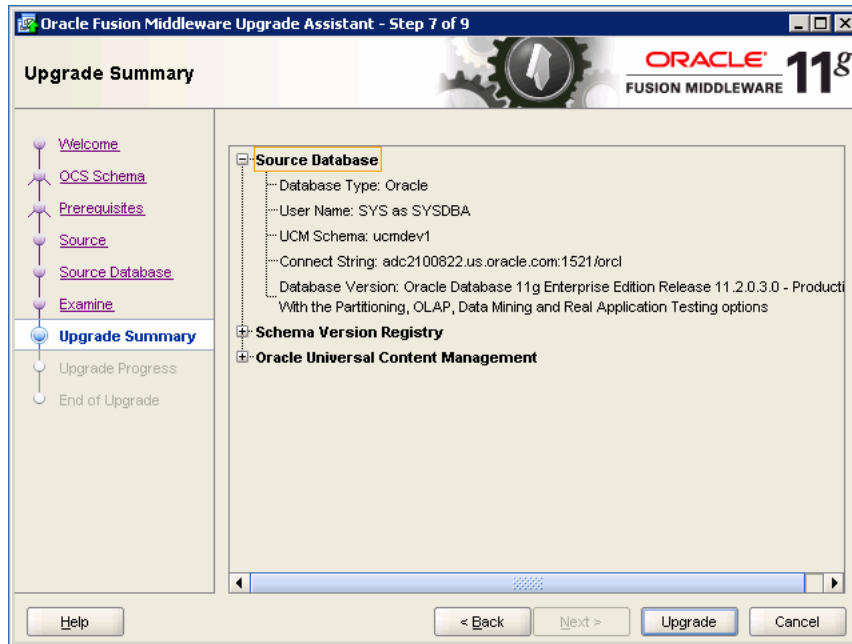 Oracle Fusion Middleware Upgrade Assistant - Step 7 of 9
Upgrade Summary
ORACLE
FUSION MIDDLEWARE
11g
Welcome
OCS Schema
Prerequisites
Source
Source Database
Examine
Upgrade Summary
Upgrade Progress
End of Upgrade
Source Database
Database Type: Oracle
User Name: SYS as SYSDBA
UCM Schema: ucmdev1
Connect String: adc2100822.us.oracle.com:1521/orcl
Database Version: Oracle Database 11g Enterprise Edition Release 11.2.0.3.0 - Producti
With the Partitioning, OLAP, Data Mining and Real Application Testing options
Schema Version Registry
Oracle Universal Content Management
Help
< Back
Next >
Upgrade
Cancel